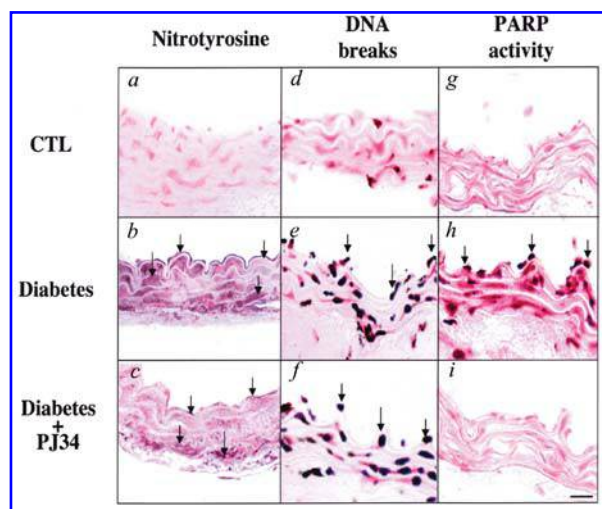 Nitrotyrosine
DNA
breaks
PARP
activity
CTL
a
d
g
Diabetes
b
e
h
Diabetes
+
PJ34
c
f
i